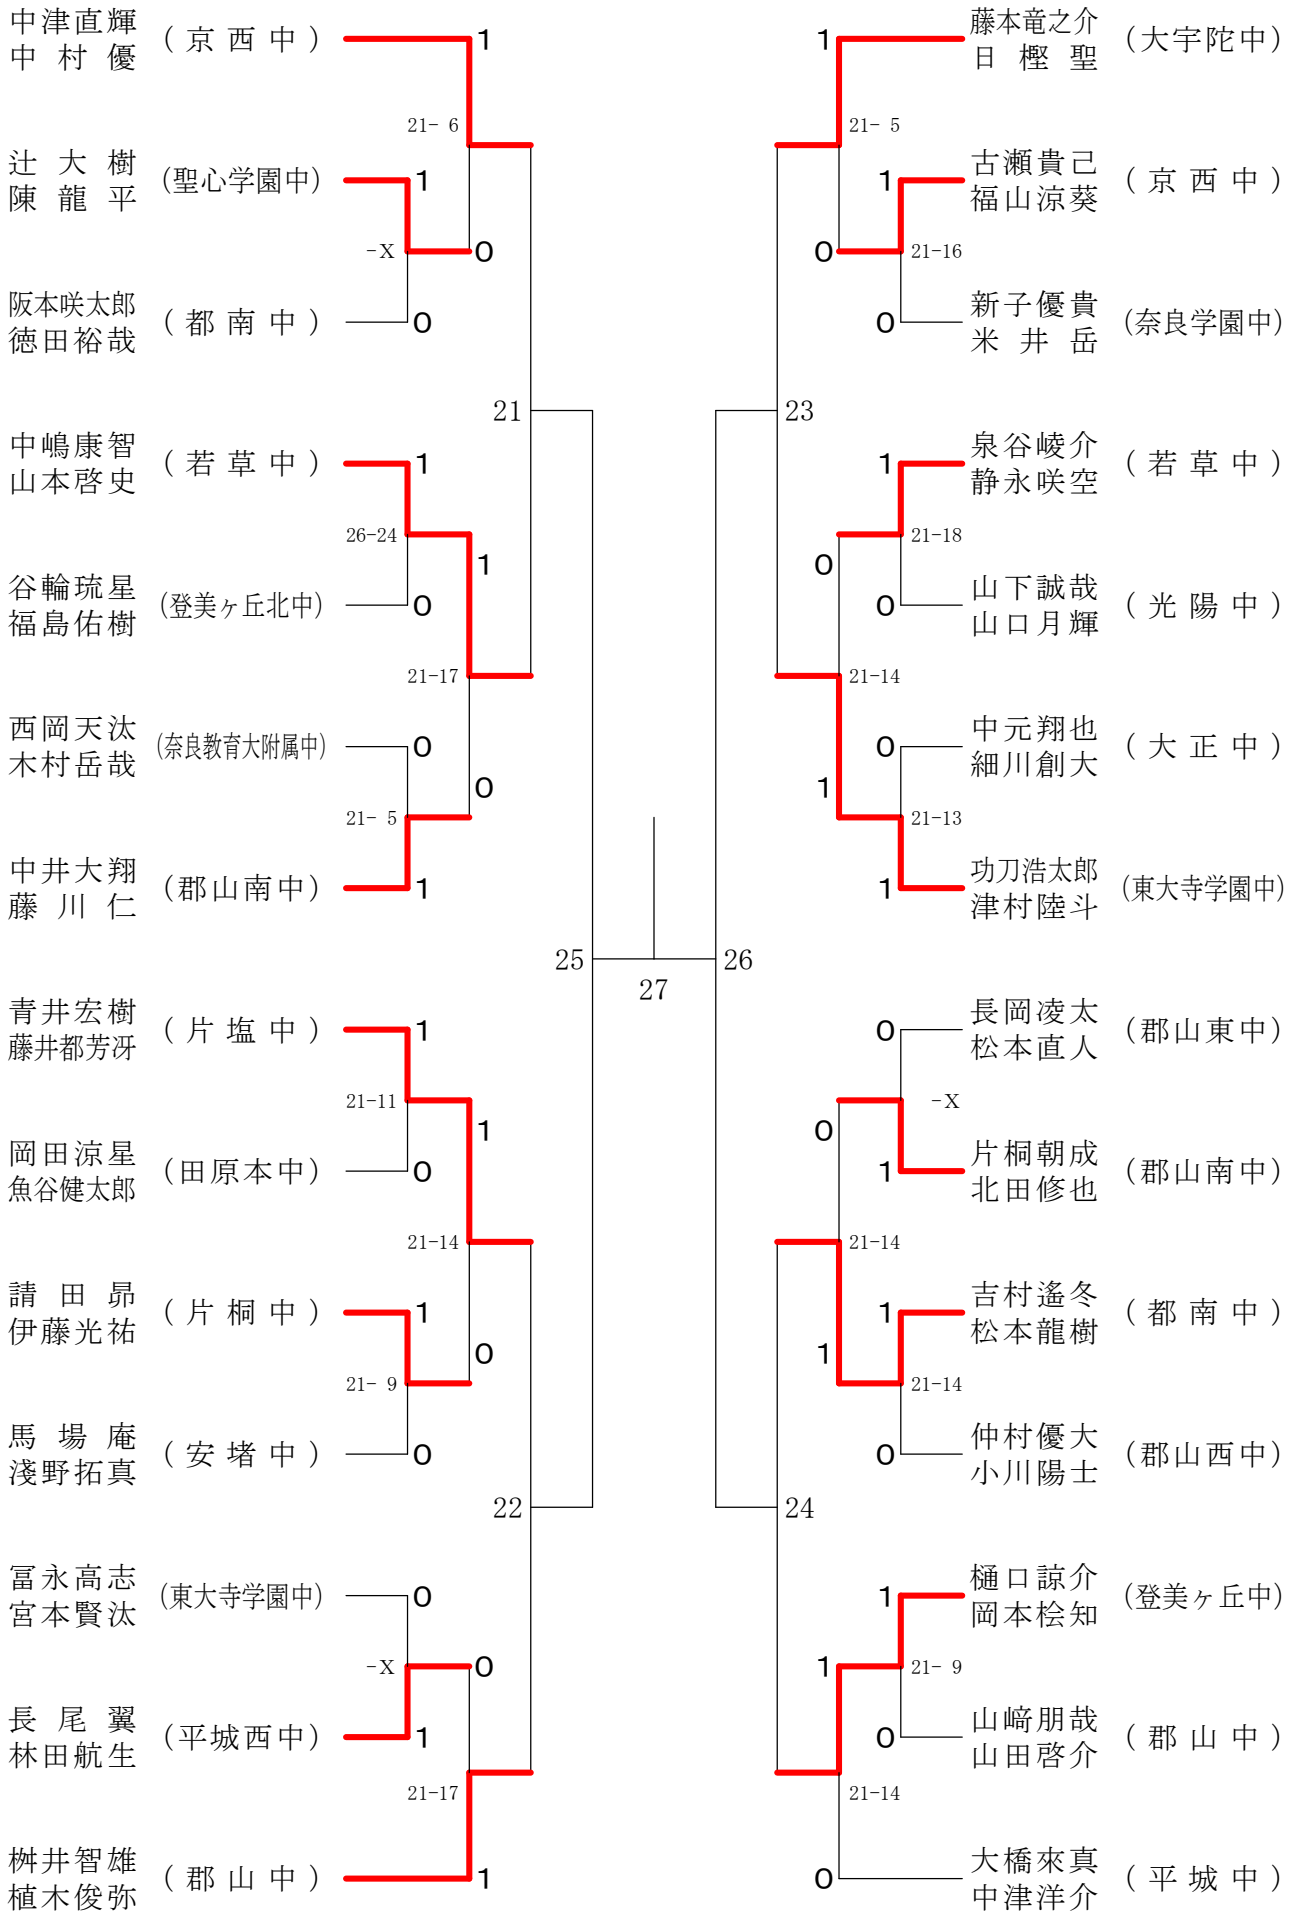 中津直輝
中村優
(京西中)
1
21- 6
辻大樹
陳龍平
(聖心学園中)
1
-X
0
阪本咲太郎
徳田裕哉
(都南中)
0
21
中嶋康智
山本啓史
(若草中)
1
26-24
1
谷輪琉星
福島佑樹
(登美ヶ丘北中)
0
21-17
西岡天汰
木村岳哉
(奈良教育大附属中)
0
0
21- 5
中井大翔
藤川仁
(郡山南中)
1
25
青井宏樹
藤井都芳冴
(片塩中)
1
21-11
1
岡田涼星
魚谷健太郎
(田原本中)
0
21-14
請田昴
伊藤光祐
(片桐中)
1
0
21- 9
馬場庵
淺野拓真
(安堵中)
0
22
冨永高志
宮本賢汰
(東大寺学園中)
0
-X
0
長尾翼
林田航生
(平城西中)
1
21-17
桝井智雄
植木俊弥
(郡山中)
1
27
1
藤本竜之介
日樫聖
(大宇陀中)
21- 5
1
古瀬貴己
福山涼葵
(京西中)
0
21-16
0
新子優貴
米井岳
(奈良学園中)
23
1
泉谷崚介
静永咲空
(若草中)
21-18
0
0
山下誠哉
山口月輝
(光陽中)
21-14
0
中元翔也
細川創大
(大正中)
1
21-13
1
功刀浩太郎
津村陸斗
(東大寺学園中)
26
0
長岡凌太
松本直人
(郡山東中)
-X
0
1
片桐朝成
北田修也
(郡山南中)
21-14
1
吉村遙冬
松本龍樹
(都南中)
1
21-14
0
仲村優大
小川陽士
(郡山西中)
24
1
樋口諒介
岡本桧知
(登美ヶ丘中)
1
21- 9
0
山﨑朋哉
山田啓介
(郡山中)
21-14
0
大橋來真
中津洋介
(平城中)